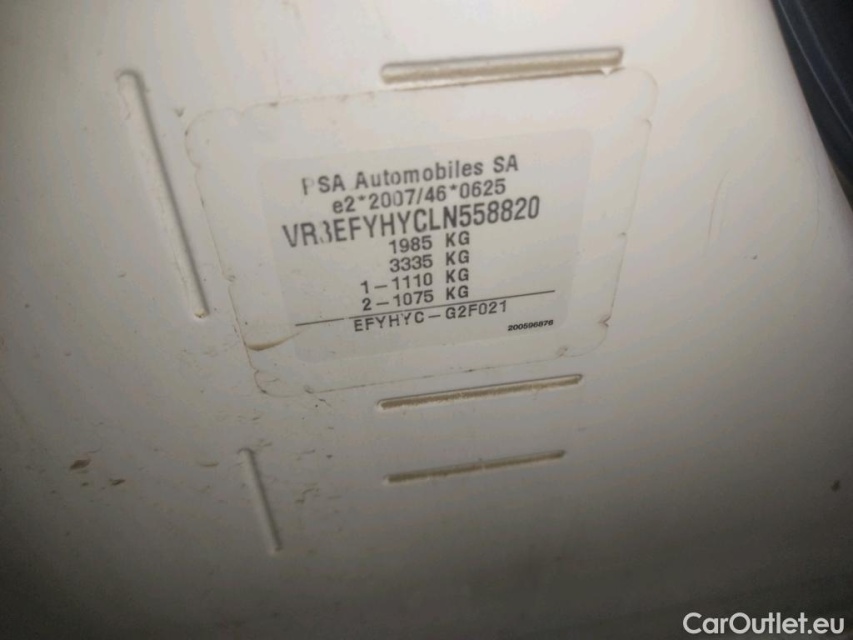 PSA Automobiles SA
e2*2007/46*0625
VR3EFYHYCLN558820
1985 KG
3335 KG
1-1110 KG
2-1075 KG
EFYHYC-G2F021
200596878
CarOutlet.eu